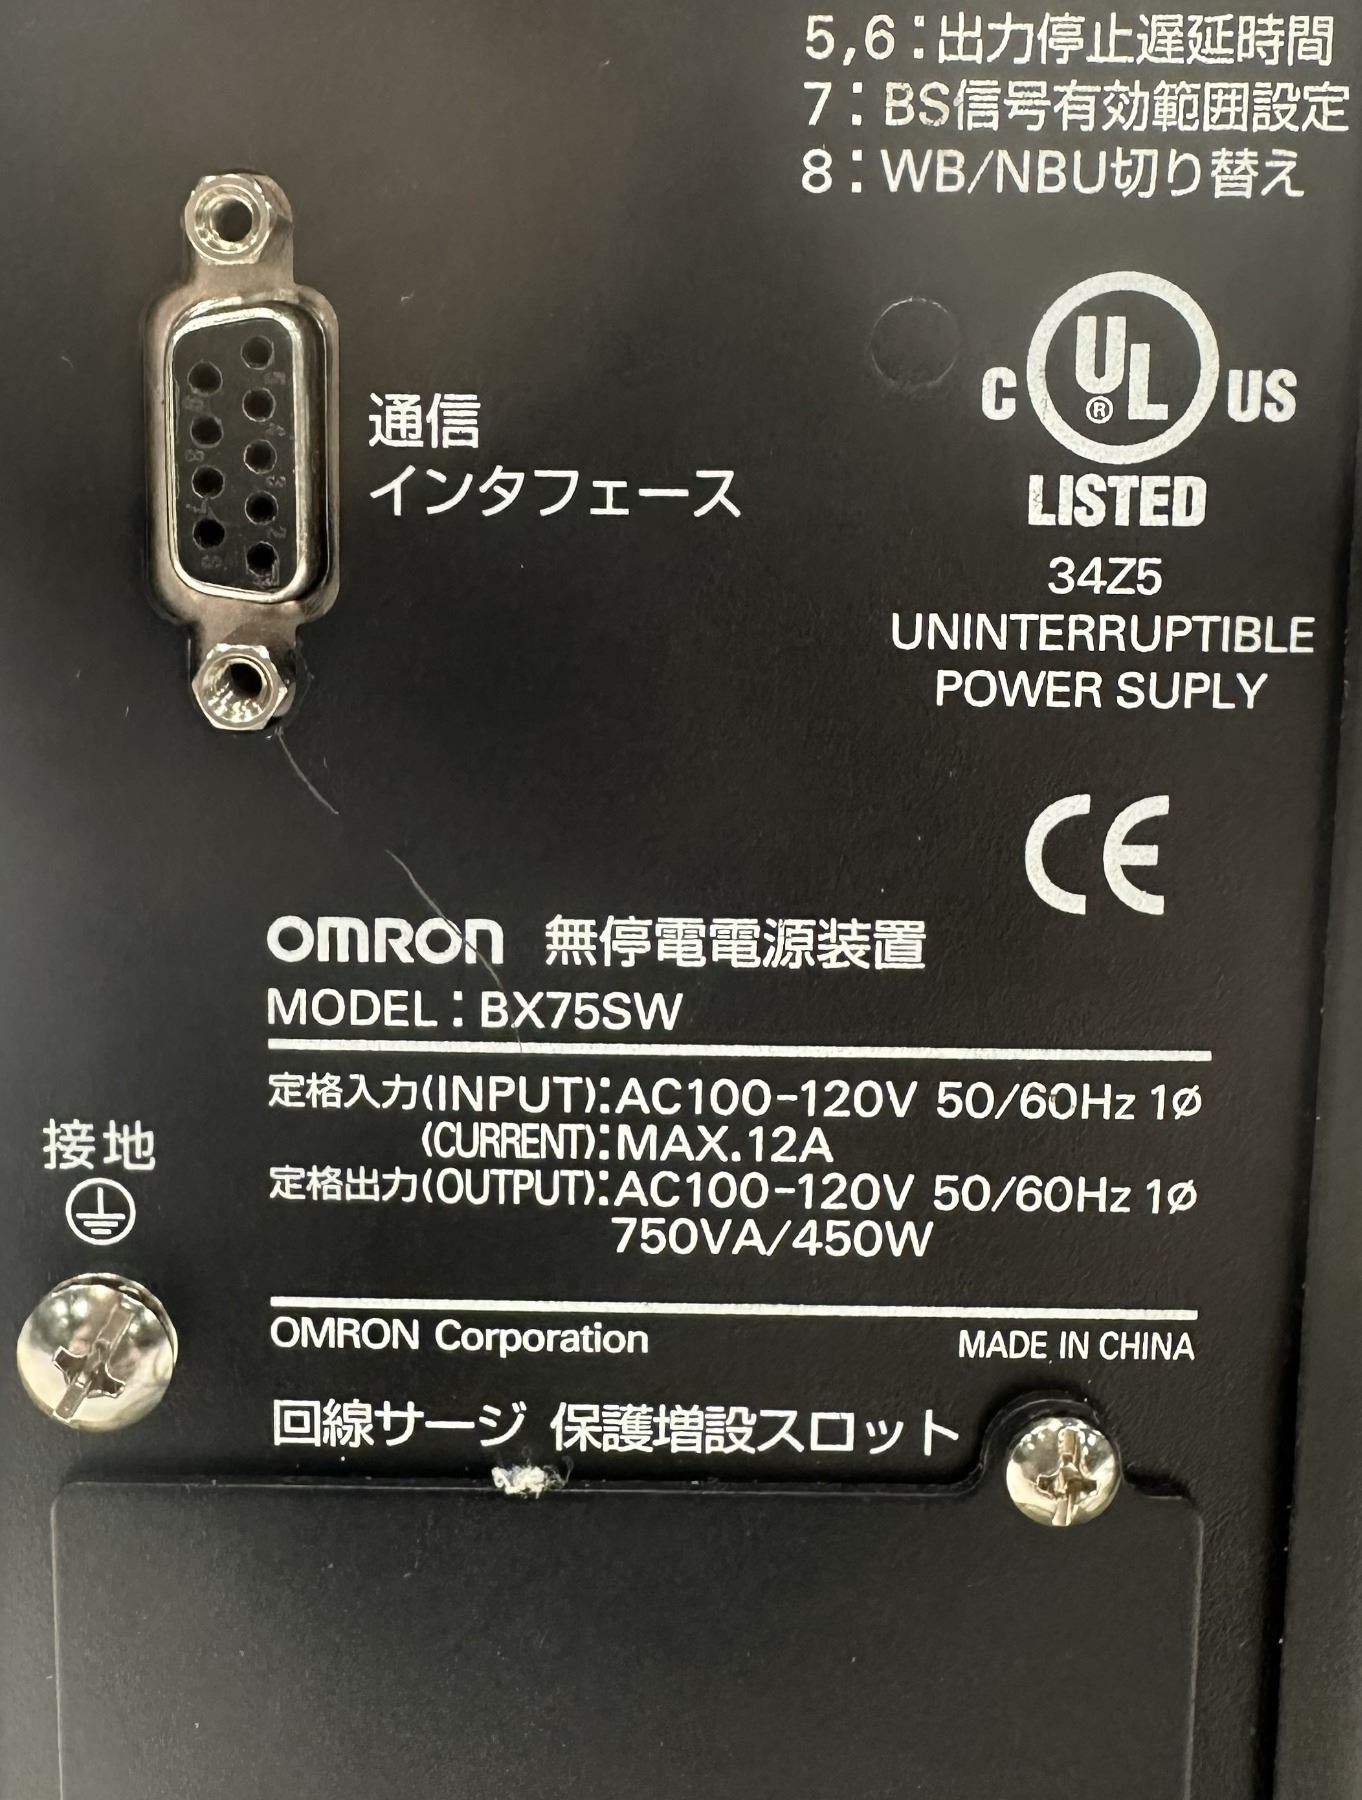 5,6:出力停止遅延時間
7:BS信号有効範囲設定
8:WB/NBU切り替え
通信
インタフェース
C UL® US
LISTED
34Z5
UNINTERRUPTIBLE
POWER SUPLY
CE
OMRON 無停電電源装置
MODEL:BX75SW
定格入力(INPUT):AC100-120V 50/60Hz 1ø
(CURRENT):MAX.12A
定格出力(OUTPUT):AC100-120V 50/60Hz 1ø
750VA/450W
接地
OMRON Corporation MADE IN CHINA
回線サージ 保護増設スロット